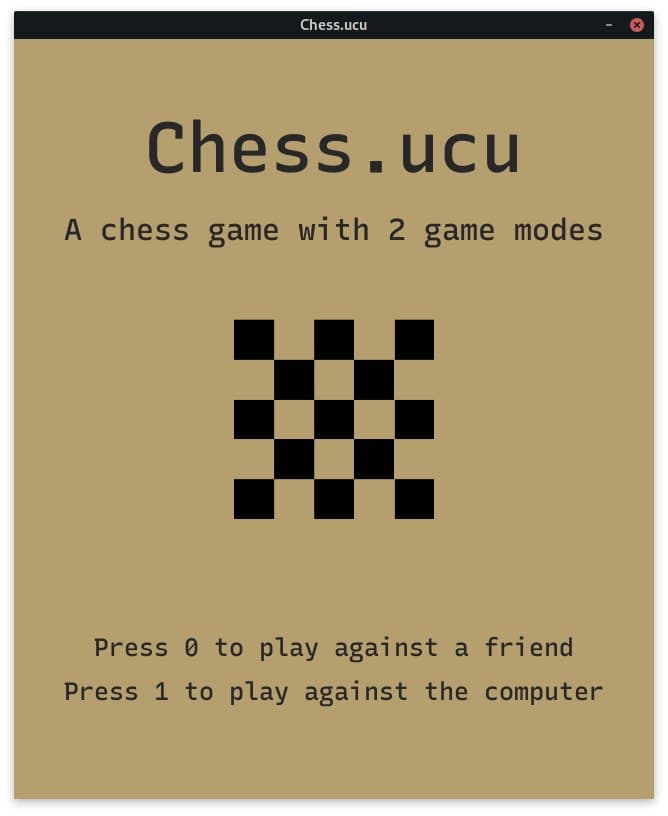 Chess.ucu
Chess.ucu
A chess game with 2 game modes
Press 0 to play against a friend
Press 1 to play against the computer